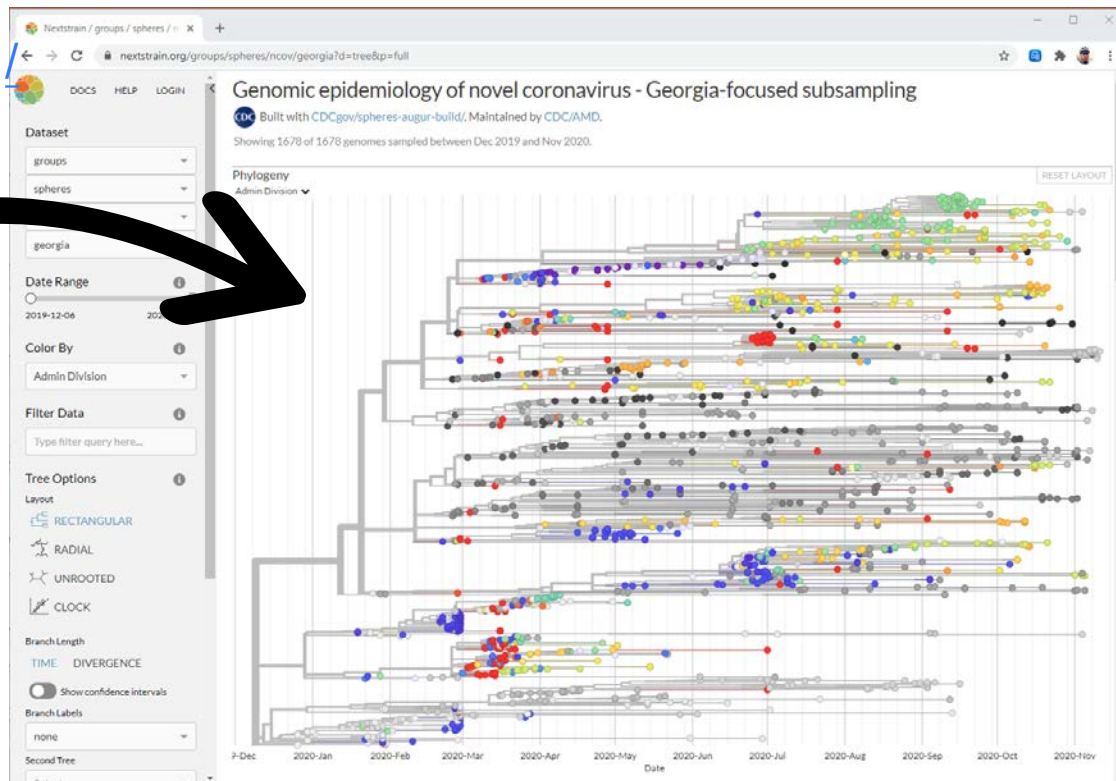 Nextstrain / groups / spheres / n
nextstrain.org/groups/spheres/ncov/georgia?d=tree&p=full
DOCS HELP LOGIN
Genomic epidemiology of novel coronavirus - Georgia-focused subsampling
CDC Built with CDCgov/spheres-augur-build/. Maintained by CDC/AMD.
Showing 1678 of 1678 genomes sampled between Dec 2019 and Nov 2020.
Dataset
groups
spheres
georgia
Phylogeny
RESET LAYOUT
Admin Division
Date Range
2019-12-06 202
Color By
Admin Division
Filter Data
Type filter query here...
Tree Options
Layout
RECTANGULAR
RADIAL
UNROOTED
CLOCK
Branch Length
TIME DIVERGENCE
Show confidence intervals
Branch Labels
none
Second Tree
-Dec 2020-Jan 2020-Feb 2020-Mar 2020-Apr 2020-May 2020-Jun 2020-Jul 2020-Aug 2020-Sep 2020-Oct 2020-Nov
Date